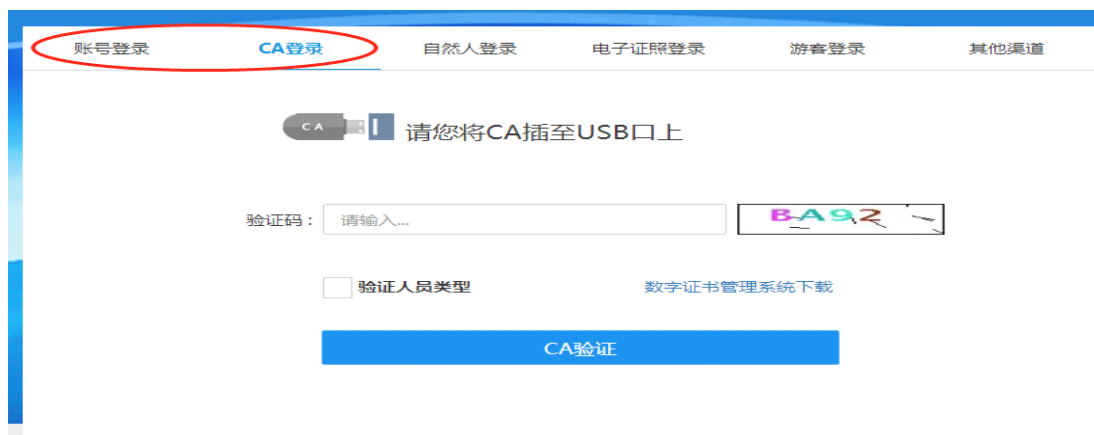 账号登录 CA登录 自然人登录 电子证照登录 游客登录 其他渠道
CA 请您将CA插至USB口上
验证码： 请输入... BA92
验证人员类型 数字证书管理系统下载
CA验证